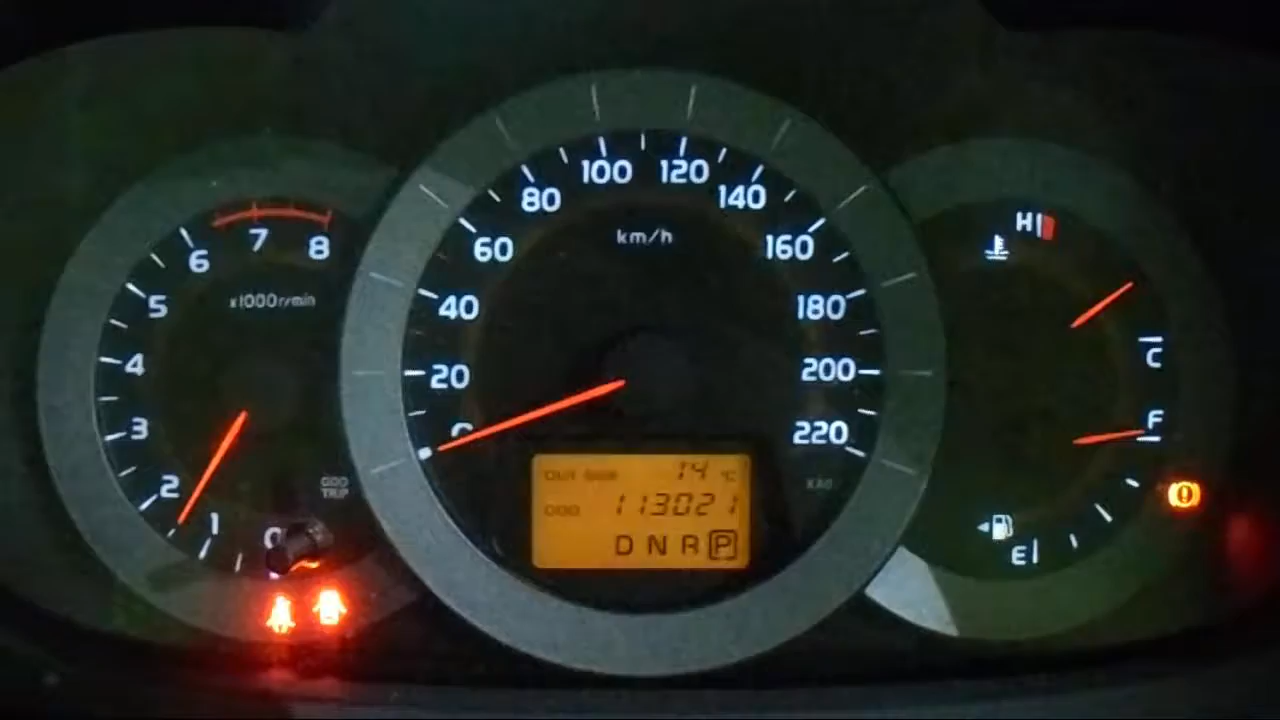 100 120
80 140
60 km/h 160
40 180
20 200
0 220
7
6 8
5 x1000r/min
4
3
2
1
0
ODO
TRIP
OUT SIDE 14 °C
ODO 113021
D N R P
H
C
F
E